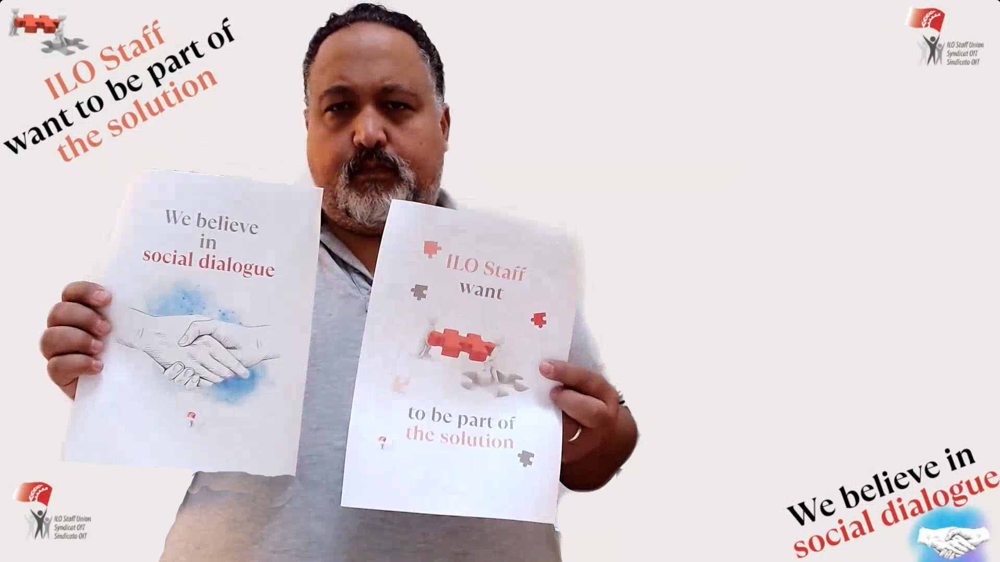 ILO Staff
want to be part of
the solution
ILO Staff Union
Syndicat OIT
Sindicato OIT
We believe
in
social dialogue
ILO Staff
want
to be part of
the solution
ILO Staff Union
Syndicat OIT
Sindicato OIT
We believe in
social dialogue